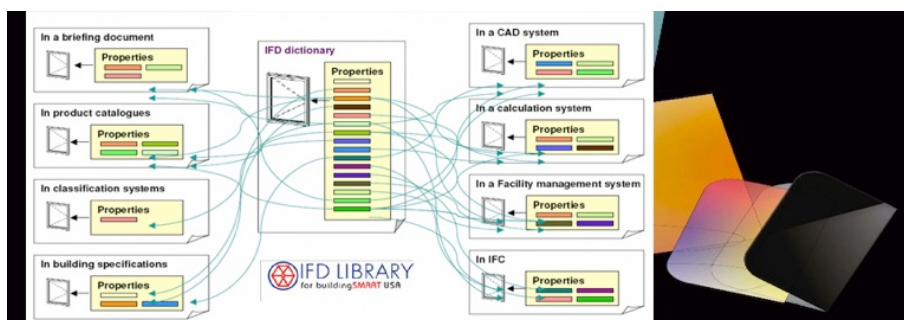 In a briefing document
Properties
In product catalogues
Properties
In classification systems
Properties
In building specifications
Properties
IFD dictionary
Properties
IFD LIBRARY
for buildingSMART USA
In a CAD system
Properties
In a calculation system
Properties
In a Facility management system
Properties
In IFC
Properties